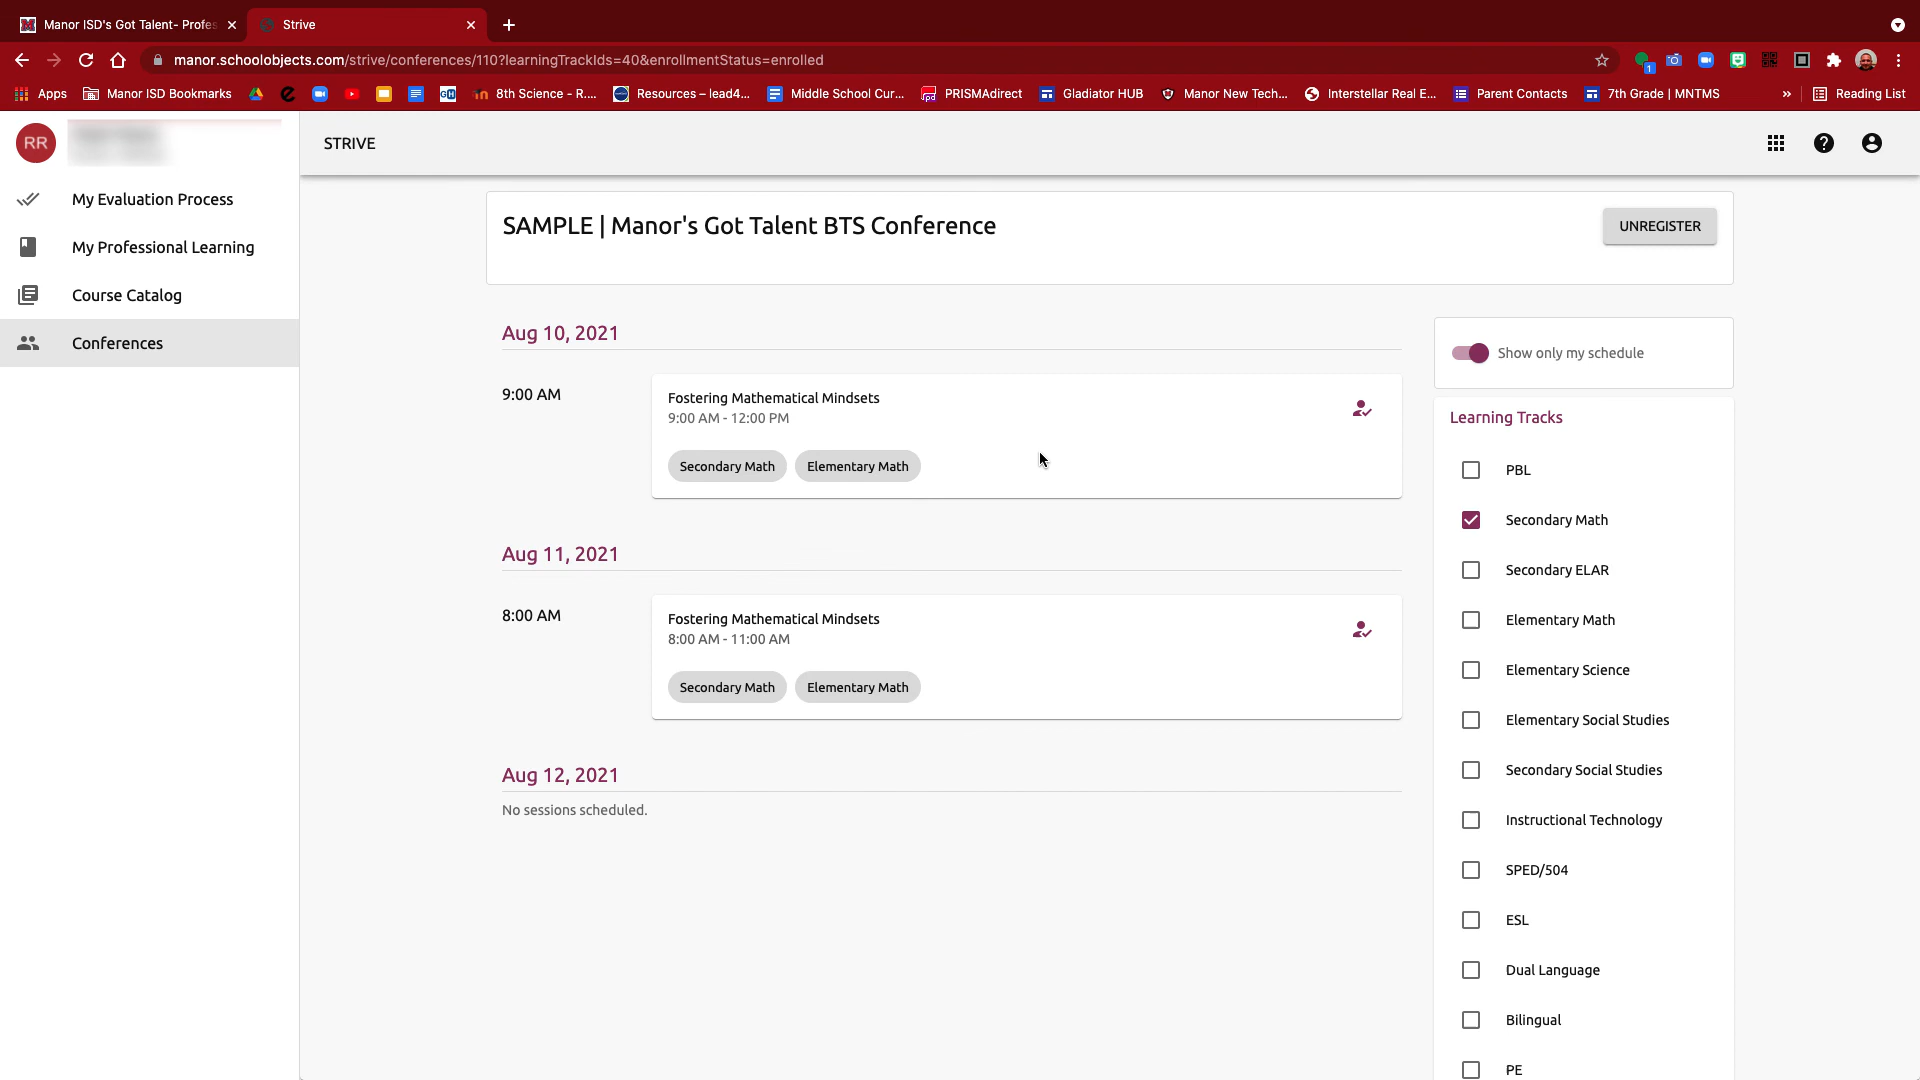 Manor ISD's Got Talent- Profes
Strive
manor.schoolobjects.com/strive/conferences/110?learningTrackIds=40&enrollmentStatus=enrolled
1
Apps
Manor ISD Bookmarks
8th Science - R....
Resources – lead4...
Middle School Cur...
PRISMAdirect
Gladiator HUB
Manor New Tech...
Interstellar Real E...
Parent Contacts
7th Grade | MNTMS
»
Reading List
RR
STRIVE
My Evaluation Process
My Professional Learning
Course Catalog
Conferences
SAMPLE | Manor's Got Talent BTS Conference
UNREGISTER
Aug 10, 2021
9:00 AM
Fostering Mathematical Mindsets
9:00 AM - 12:00 PM
Secondary Math
Elementary Math
Aug 11, 2021
8:00 AM
Fostering Mathematical Mindsets
8:00 AM - 11:00 AM
Secondary Math
Elementary Math
Aug 12, 2021
No sessions scheduled.
Show only my schedule
Learning Tracks
PBL
Secondary Math
Secondary ELAR
Elementary Math
Elementary Science
Elementary Social Studies
Secondary Social Studies
Instructional Technology
SPED/504
ESL
Dual Language
Bilingual
PE